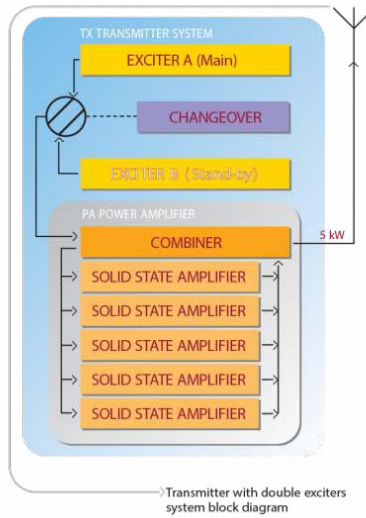 TX TRANSMITTER SYSTEM
EXCITER A (Main)
CHANGEOVER
EXCITER B (Stand-by)
PA POWER AMPLIFIER
COMBINER
5 kW
SOLID STATE AMPLIFIER
SOLID STATE AMPLIFIER
SOLID STATE AMPLIFIER
SOLID STATE AMPLIFIER
SOLID STATE AMPLIFIER
Transmitter with double exciters
system block diagram